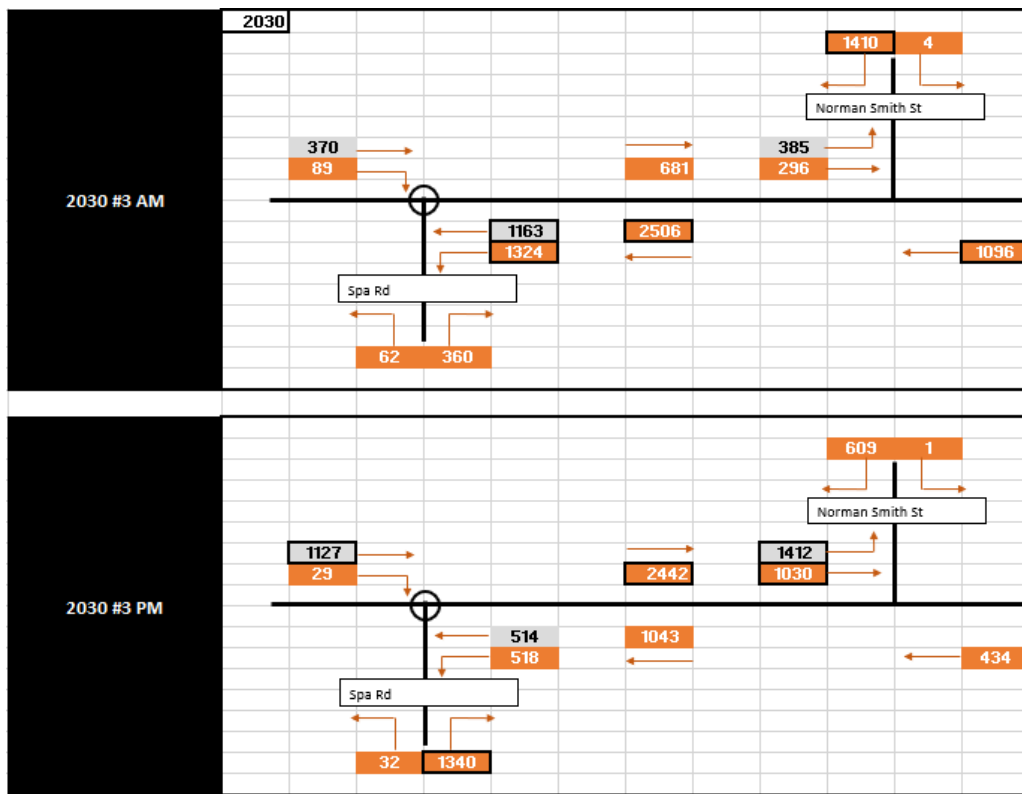 2030
1410 4
Norman Smith St
370 385
89 681 296
2030 #3 AM
1163 2506
1324 1096
Spa Rd
62 360
609 1
Norman Smith St
1127 1412
29 2442 1030
2030 #3 PM
514 1043
518 434
Spa Rd
32 1340